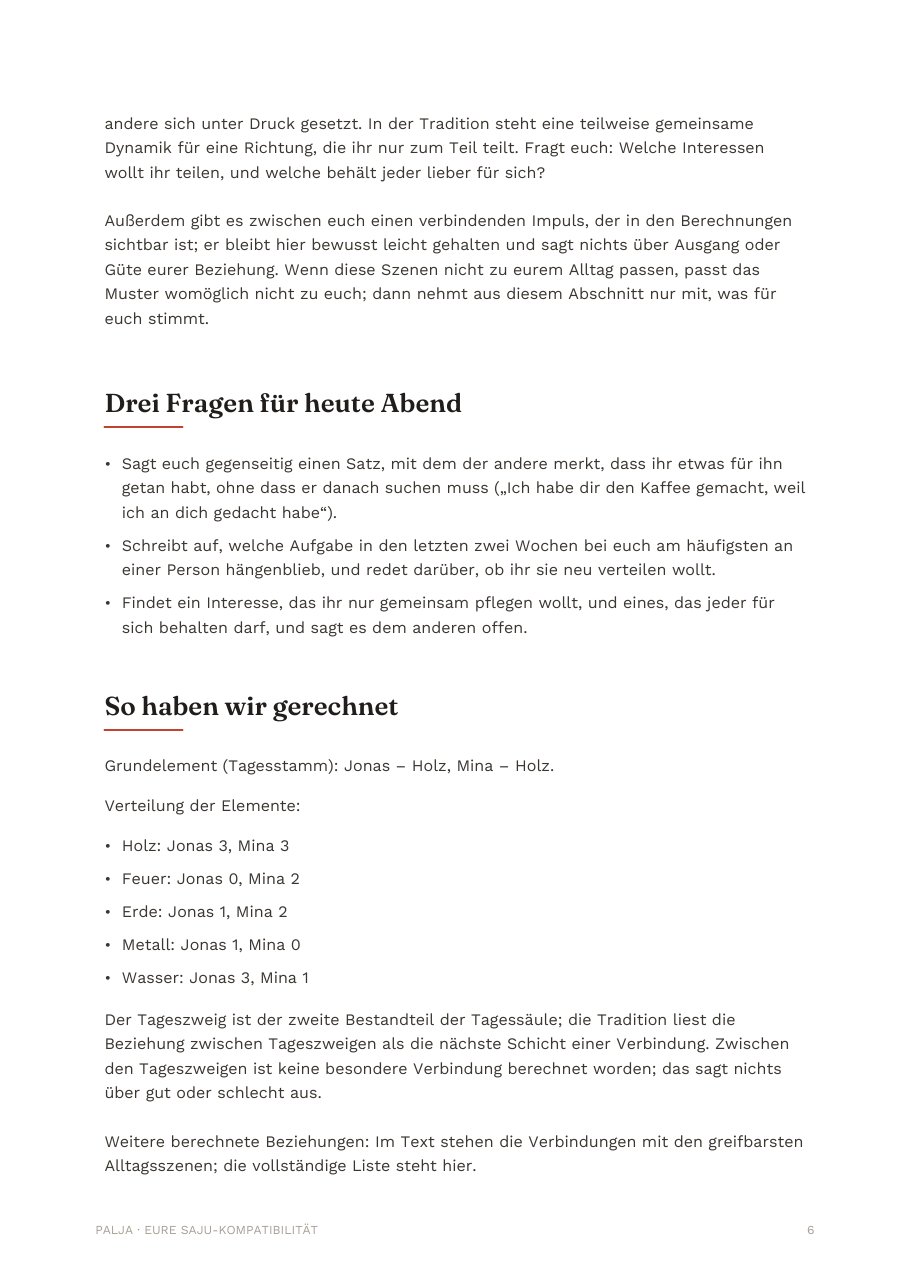 andere sich unter Druck gesetzt. In der Tradition steht eine teilweise gemeinsame
Dynamik für eine Richtung, die ihr nur zum Teil teilt. Fragt euch: Welche Interessen
wollt ihr teilen, und welche behält jeder lieber für sich?
Außerdem gibt es zwischen euch einen verbindenden Impuls, der in den Berechnungen
sichtbar ist; er bleibt hier bewusst leicht gehalten und sagt nichts über Ausgang oder
Güte eurer Beziehung. Wenn diese Szenen nicht zu eurem Alltag passen, passt das
Muster womöglich nicht zu euch; dann nehmt aus diesem Abschnitt nur mit, was für
euch stimmt.
Drei Fragen für heute Abend
• Sagt euch gegenseitig einen Satz, mit dem der andere merkt, dass ihr etwas für ihn
getan habt, ohne dass er danach suchen muss („Ich habe dir den Kaffee gemacht, weil
ich an dich gedacht habe“).
• Schreibt auf, welche Aufgabe in den letzten zwei Wochen bei euch am häufigsten an
einer Person hängenblieb, und redet darüber, ob ihr sie neu verteilen wollt.
• Findet ein Interesse, das ihr nur gemeinsam pflegen wollt, und eines, das jeder für
sich behalten darf, und sagt es dem anderen offen.
So haben wir gerechnet
Grundelement (Tagesstamm): Jonas – Holz, Mina – Holz.
Verteilung der Elemente:
• Holz: Jonas 3, Mina 3
• Feuer: Jonas 0, Mina 2
• Erde: Jonas 1, Mina 2
• Metall: Jonas 1, Mina 0
• Wasser: Jonas 3, Mina 1
Der Tageszweig ist der zweite Bestandteil der Tagessäule; die Tradition liest die
Beziehung zwischen Tageszweigen als die nächste Schicht einer Verbindung. Zwischen
den Tageszweigen ist keine besondere Verbindung berechnet worden; das sagt nichts
über gut oder schlecht aus.
Weitere berechnete Beziehungen: Im Text stehen die Verbindungen mit den greifbarsten
Alltagsszenen; die vollständige Liste steht hier.
PALJA · EURE SAJU-KOMPATIBILITÄT 6